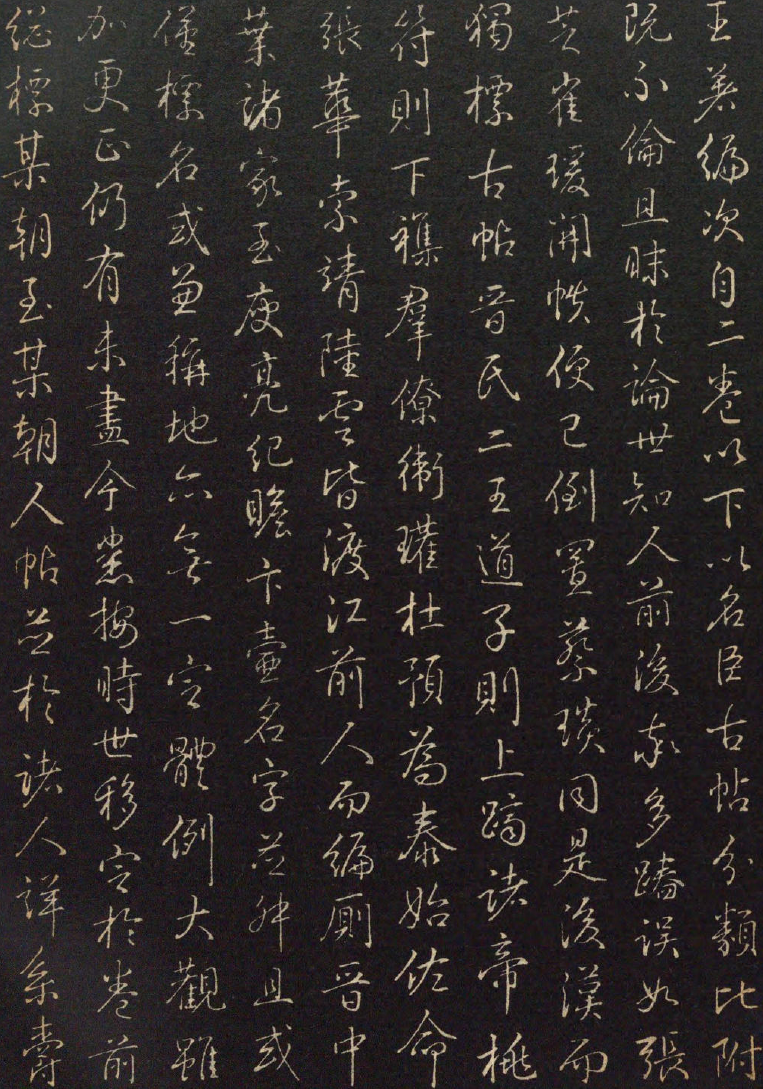 王著編次自二卷以下以名臣古帖分類比附
既不倫且昧於論世知人前後亦多踳誤如張
芝崔瑗開帙便已倒置蔡琰同是後漢而
獨標古帖晉氏二王道子則上躋諸帝桃
符則下襍羣僚衛瓘杜預為泰始佐命
張華索靖陸雲皆渡江前人而編厠晉中
葉諸家至庾亮紀瞻卞壼名字並舛且或
僅標名或兼稱地亦無一定體例大觀雖
加更正仍有未盡今悉按時世移定於卷前
總標某朝至某朝人帖並於諸人詳系爵